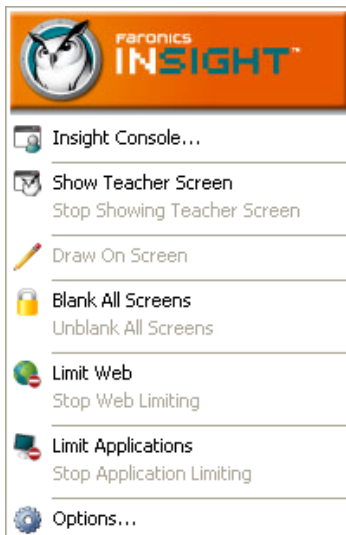 FARONICS
INSIGHT™
Insight Console...
Show Teacher Screen
Stop Showing Teacher Screen
Draw On Screen
Blank All Screens
Unblank All Screens
Limit Web
Stop Web Limiting
Limit Applications
Stop Application Limiting
Options...